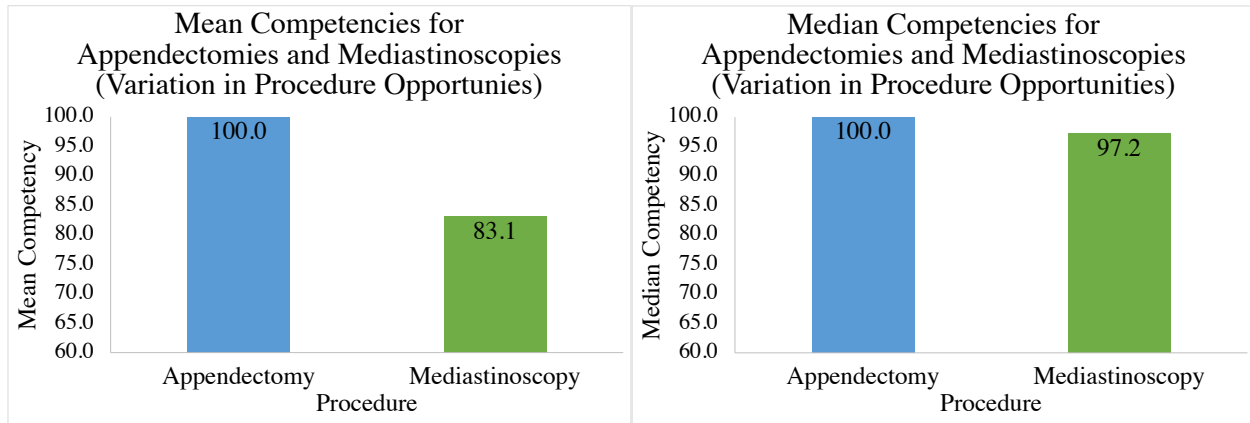 Mean Competencies for
Appendectomies and Mediastinoscopies
(Variation in Procedure Opportunies)
100.0
95.0
90.0
85.0
80.0
75.0
70.0
65.0
60.0
Mean Competency
100.0
83.1
Appendectomy
Mediastinoscopy
Procedure
Median Competencies for
Appendectomies and Mediastinoscopies
(Variation in Procedure Opportunities)
100.0
95.0
90.0
85.0
80.0
75.0
70.0
65.0
60.0
Median Competency
100.0
97.2
Appendectomy
Mediastinoscopy
Procedure